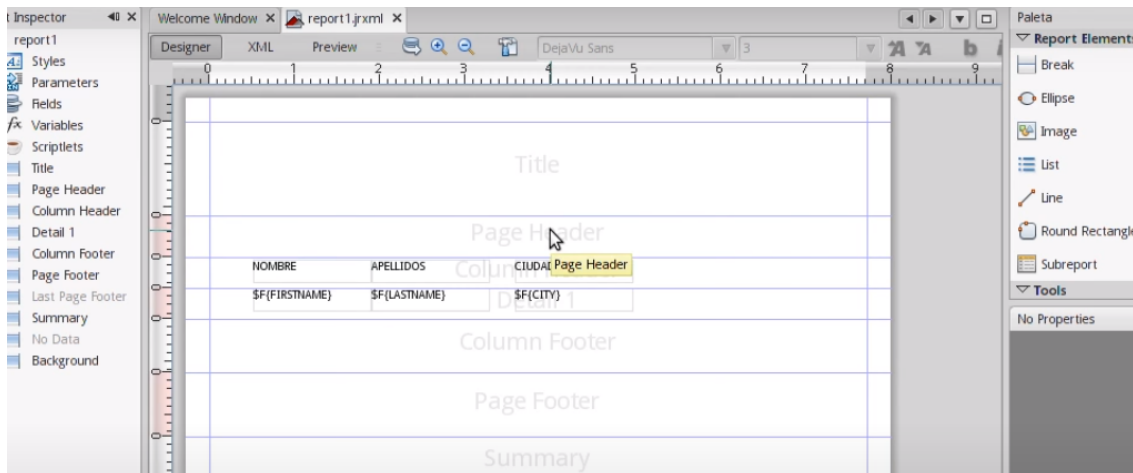 t Inspector
report1
Styles
Parameters
Fields
fx Variables
Scriptlets
Title
Page Header
Column Header
Detail 1
Column Footer
Page Footer
Last Page Footer
Summary
No Data
Background
Welcome Window
report1.jrxml
Designer XML Preview DejaVu Sans 3 b
0 1 2 3 4 5 6 7 8 9
Title
Page Header
Page Header
NOMBRE APELLIDOS
$F{FIRSTNAME} $F{LASTNAME} $F{CITY}
Detail 1
Column Footer
Page Footer
Summary
Paleta
Report Elements
Break
Ellipse
Image
List
Line
Round Rectangle
Subreport
Tools
No Properties